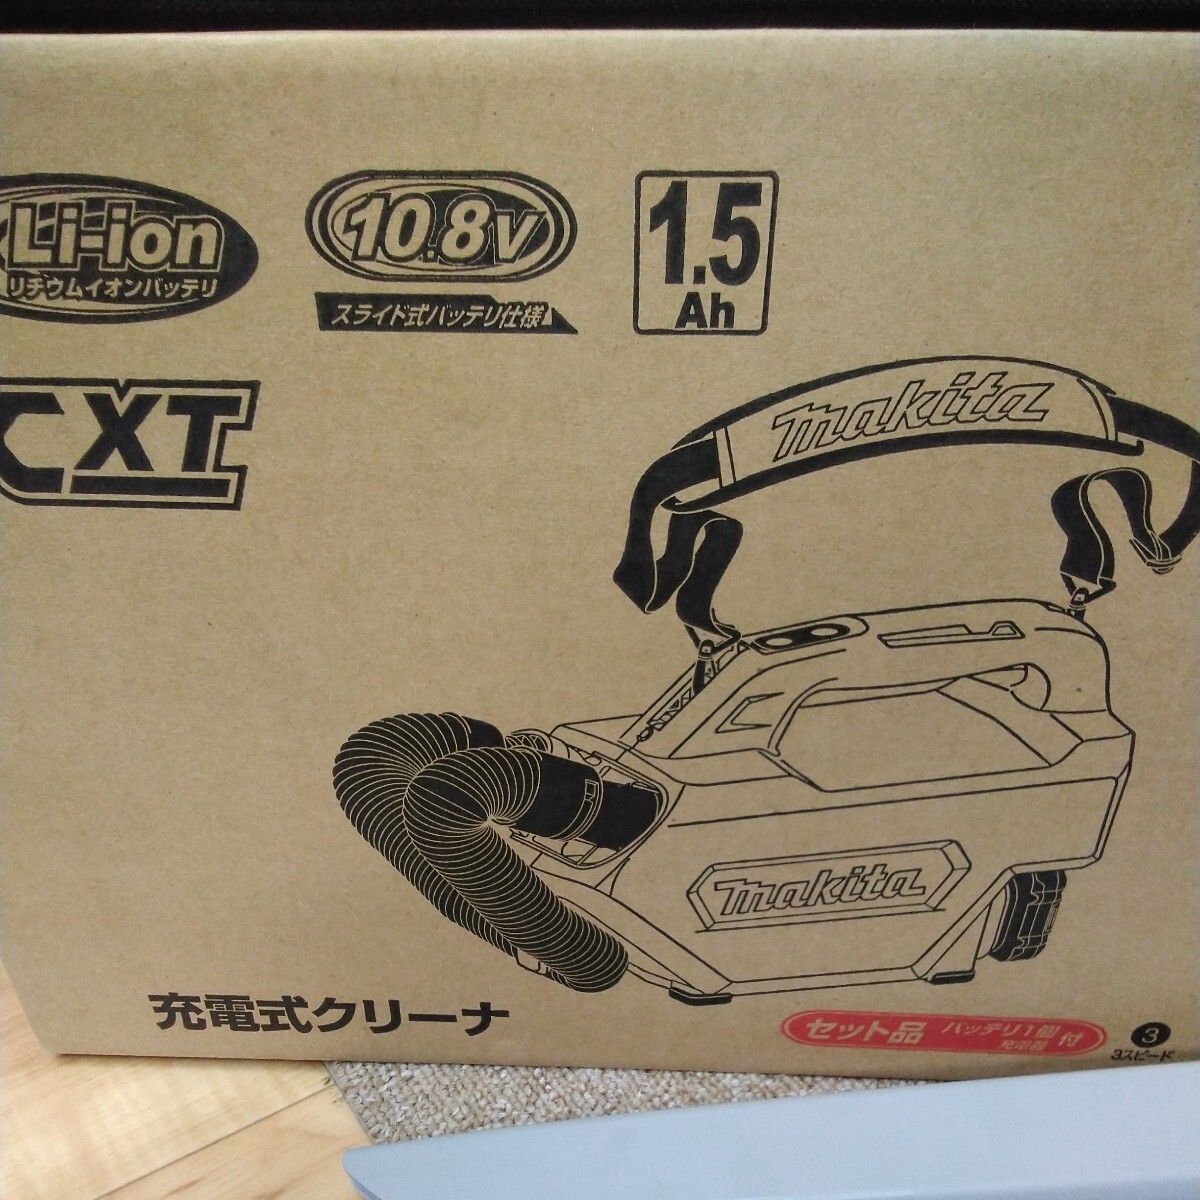 Li-ion
リチウムイオンバッテリ
10.8V
スライド式バッテリ仕様
1.5
Ah
CXT
makita
makita
充電式クリーナ
セット品 バッテリ1個 充電器 付
3
3スピード